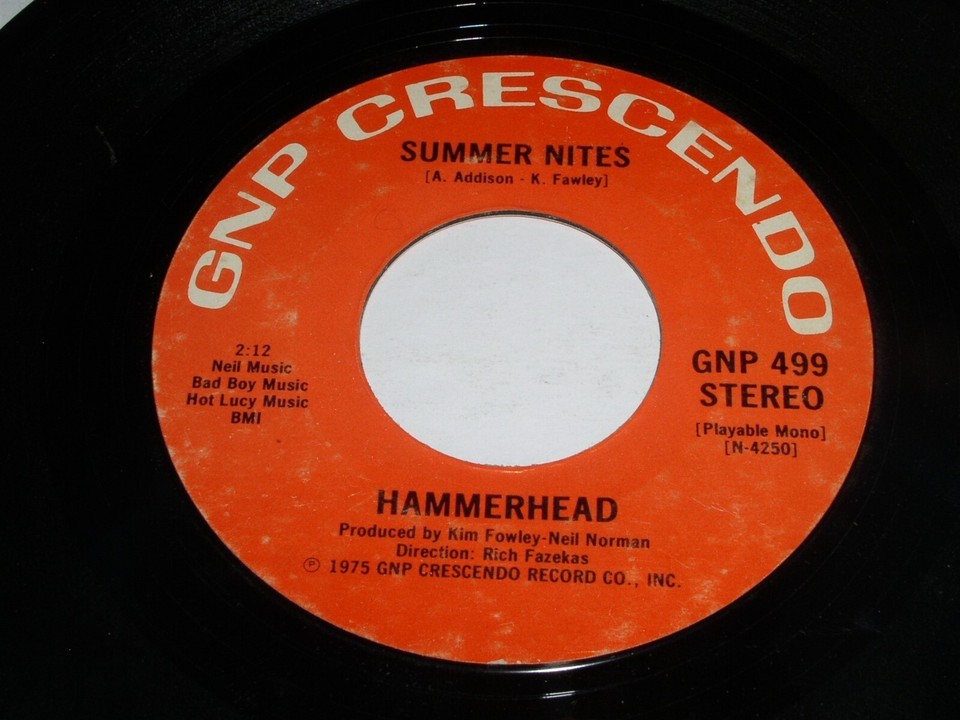 GNP CRESCENDO
SUMMER NITES
[A. Addison - K. Fawley]
2:12
Neil Music
Bad Boy Music
Hot Lucy Music
BMI
GNP 499
STEREO
[Playable Mono]
[N-4250]
HAMMERHEAD
Produced by Kim Fowley-Neil Norman
Direction: Rich Fazekas
℗ 1975 GNP CRESCENDO RECORD CO., INC.